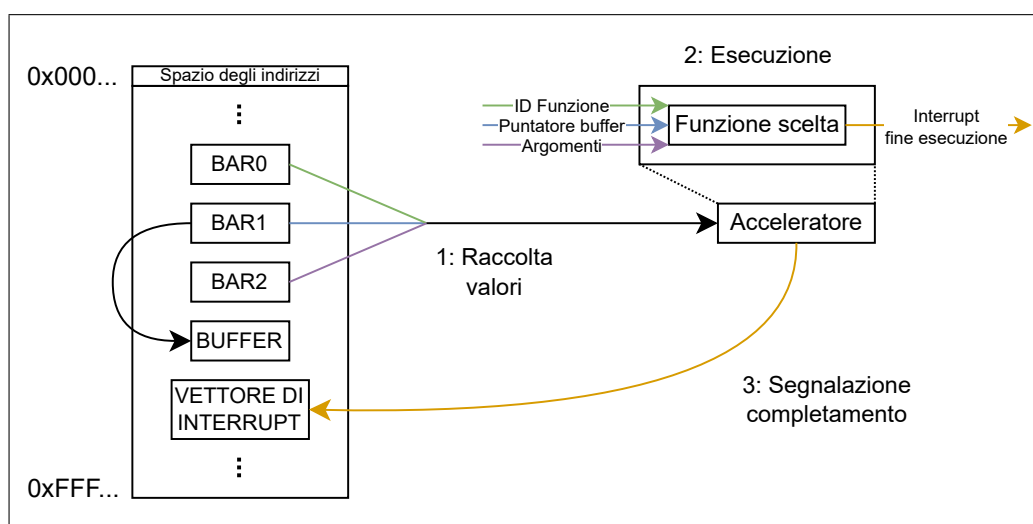 0x000...
Spazio degli indirizzi
BAR0
BAR1
BAR2
BUFFER
VETTORE DI
INTERRUPT
0xFFF...
1: Raccolta
valori
2: Esecuzione
ID Funzione
Puntatore buffer
Argomenti
Funzione scelta
Interrupt
fine esecuzione
Acceleratore
3: Segnalazione
completamento